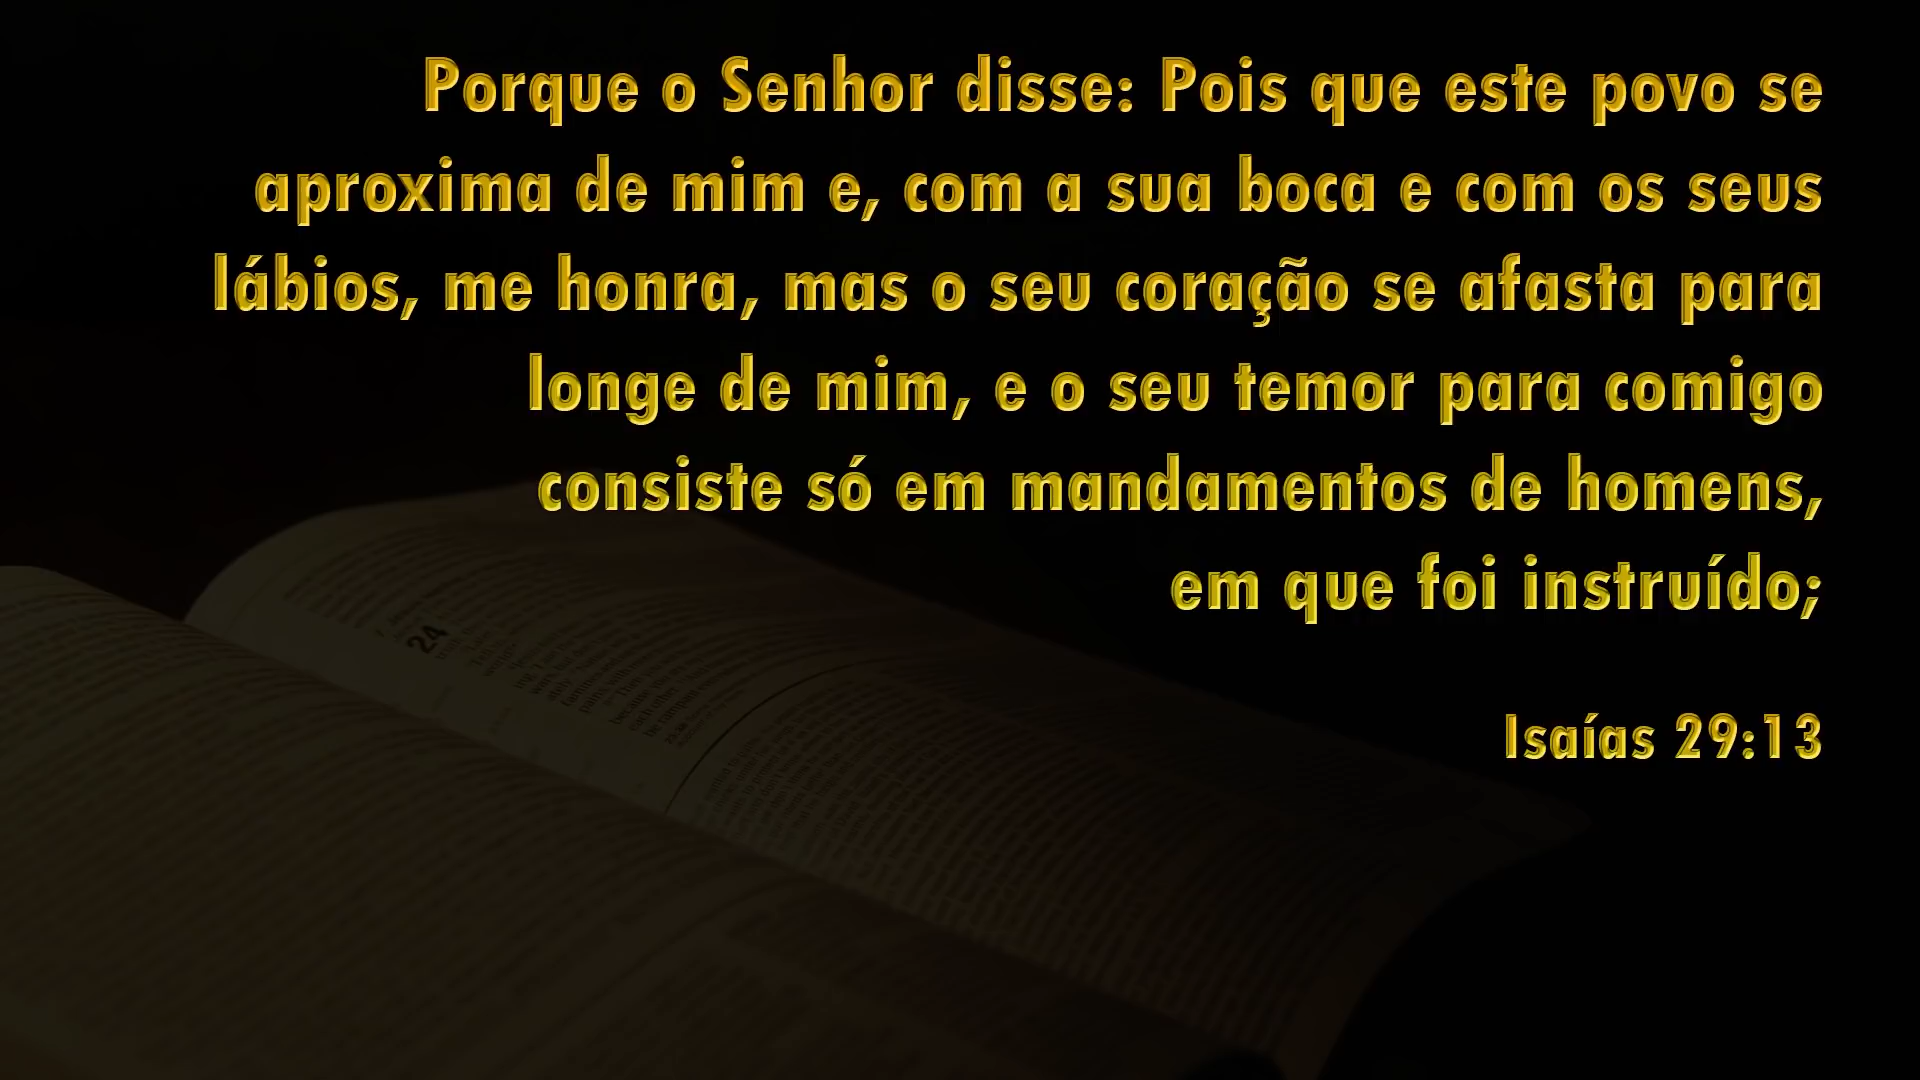 Porque o Senhor disse: Pois que este povo se
aproxima de mim e, com a sua boca e com os seus
lábios, me honra, mas o seu coração se afasta para
longe de mim, e o seu temor para comigo
consiste só em mandamentos de homens,
em que foi instruído;
Isaías 29:13
24